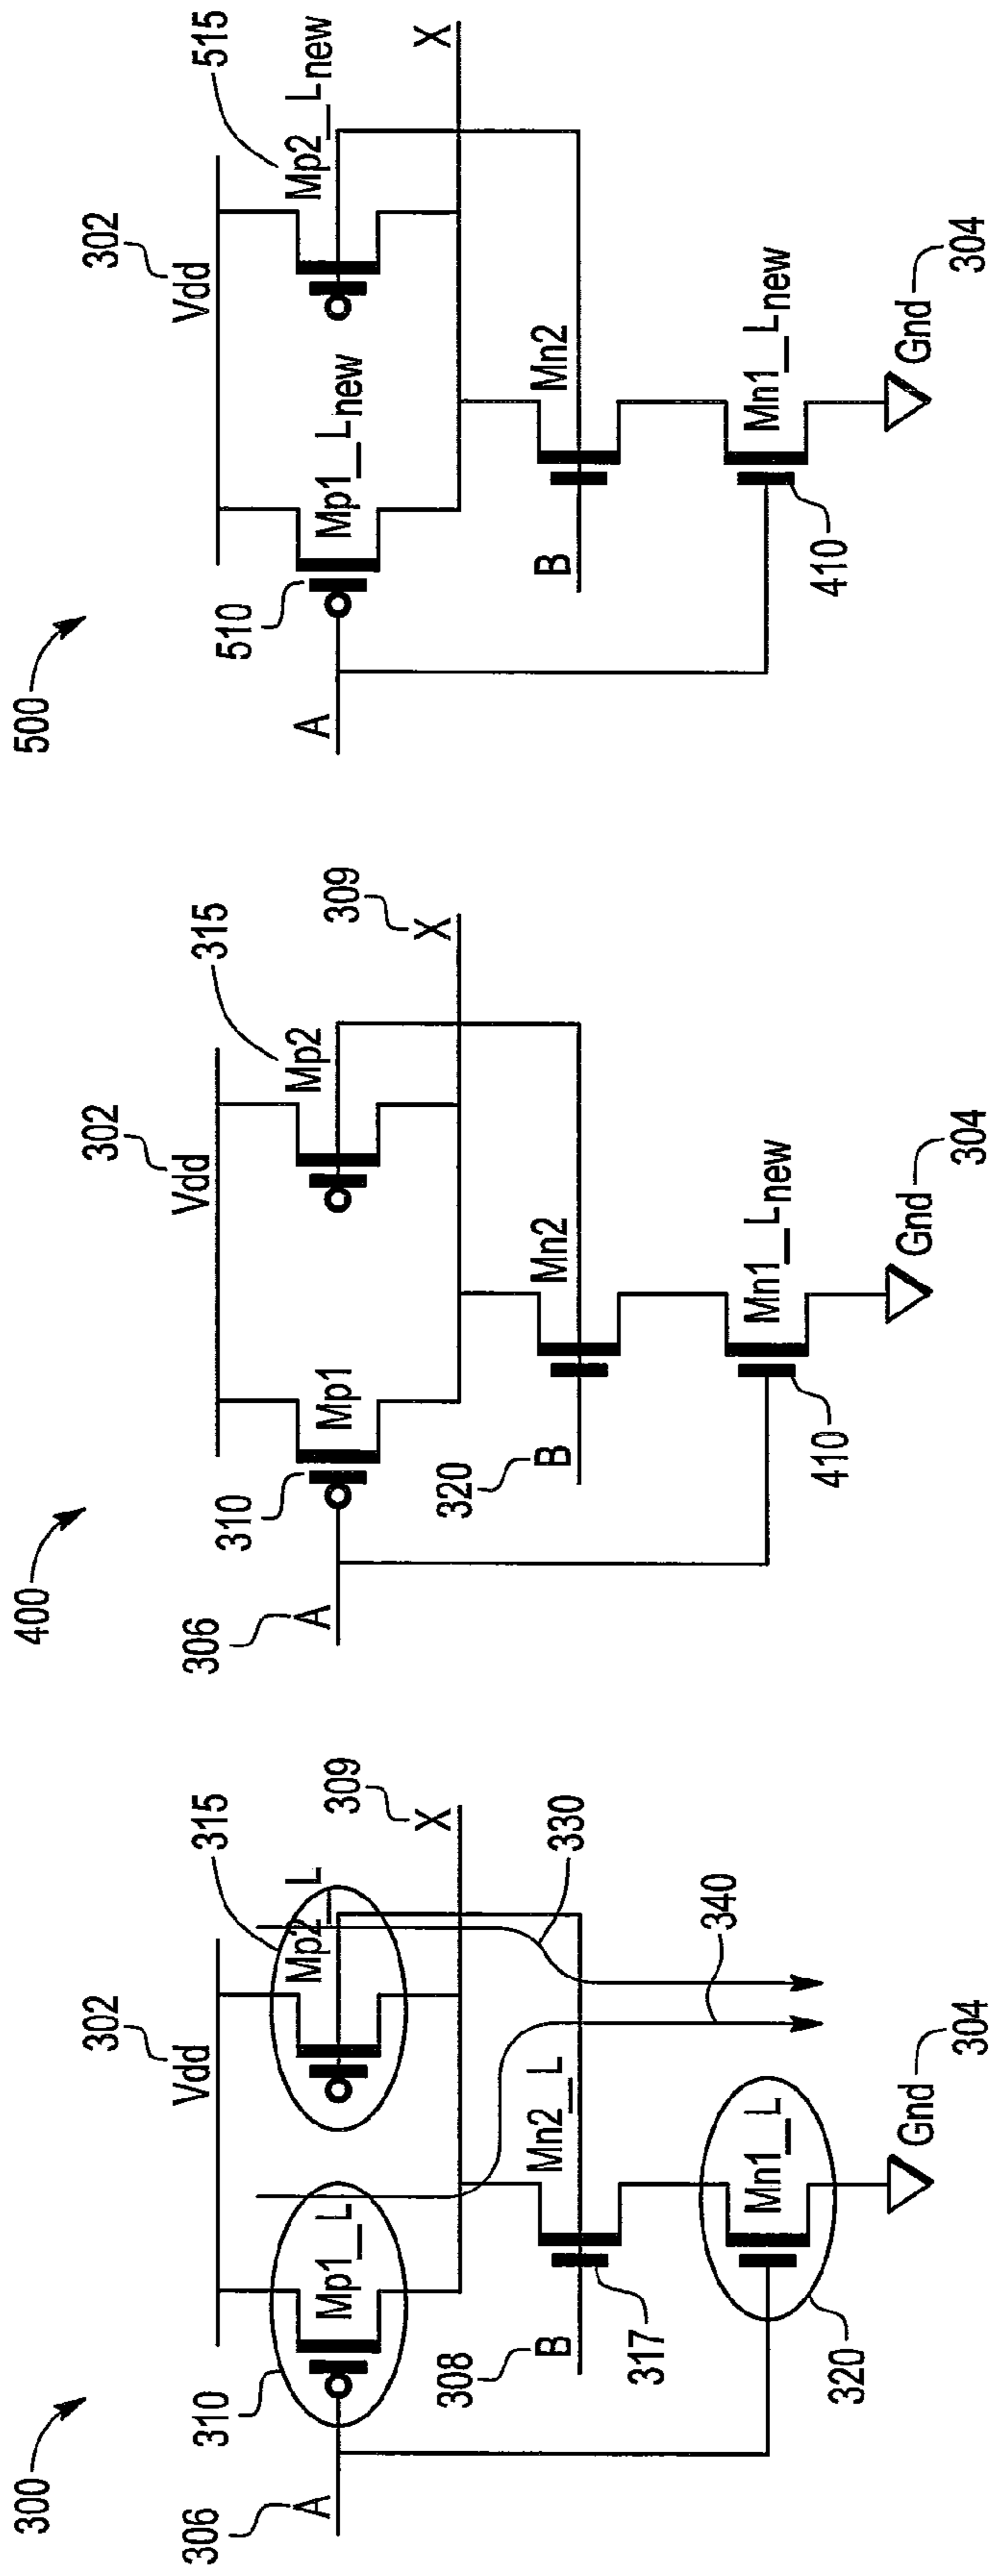 300
302
Vdd
315
306
A
310
Mp1_L
Mp2_L
309
X
308
B
Mn2_L
330
317
340
320
Mn1_L
Gnd
304
400
302
Vdd
315
306
A
310
Mp1
Mp2
309
X
320
B
Mn2
410
Mn1_Lnew
Gnd
304
500
302
Vdd
515
A
510
Mp1_Lnew
Mp2_Lnew
X
B
Mn2
410
Mn1_Lnew
Gnd
304